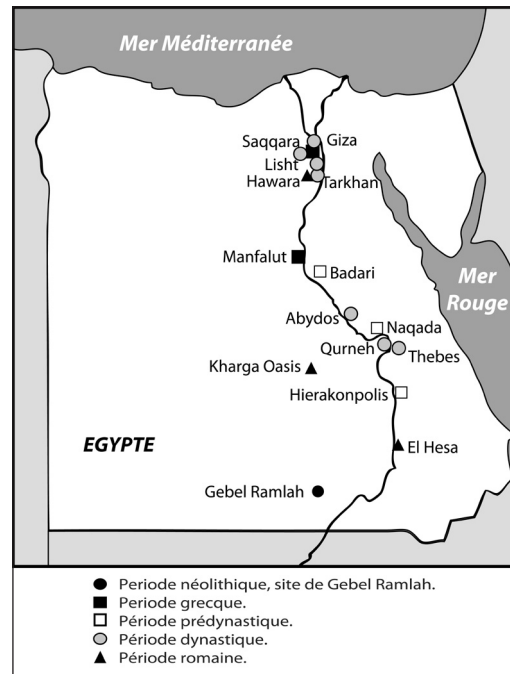 Mer Méditerranée
Saqqara
Giza
Lisht
Hawara
Tarkhan
Manfalut
Badari
Mer
Rouge
Abydos
Naqada
Qurneh
Thebes
Kharga Oasis
Hierakonpolis
EGYPTE
El Hesa
Gebel Ramlah
Periode néolithique, site de Gebel Ramlah.
Periode grecque.
Période prédynastique.
Période dynastique.
Période romaine.